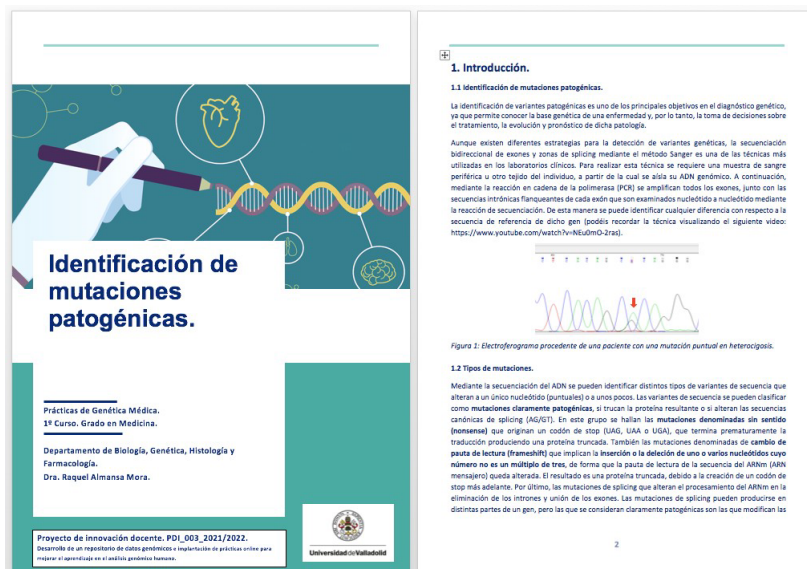 Identificación de
mutaciones
patogénicas.
Prácticas de Genética Médica.
1º Curso. Grado en Medicina.
Departamento de Biología, Genética, Histología y
Farmacología.
Dra. Raquel Almansa Mora.
Proyecto de innovación docente. PDI_003_2021/2022.
Desarrollo de un repositorio de datos genómicos e implantación de prácticas online para
mejorar el aprendizaje en el análisis genómico humano.
Universidad de Valladolid
1. Introducción.
1.1 Identificación de mutaciones patogénicas.
La identificación de variantes patogénicas es uno de los principales objetivos en el diagnóstico genético,
ya que permite conocer la base genética de una enfermedad y, por lo tanto, la toma de decisiones sobre
el tratamiento, la evolución y pronóstico de dicha patología.
Aunque existen diferentes estrategias para la detección de variantes genéticas, la secuenciación
bidireccional de exones y zonas de splicing mediante el método Sanger es una de las técnicas más
utilizadas en los laboratorios clínicos. Para realizar esta técnica se requiere una muestra de sangre
periférica u otro tejido del individuo, a partir de la cual se aísla su ADN genómico. A continuación,
mediante la reacción en cadena de la polimerasa (PCR) se amplifican todos los exones, junto con las
secuencias intrónicas flanqueantes de cada exón que son examinados nucleótido a nucleótido mediante
la reacción de secuenciación. De esta manera se puede identificar cualquier diferencia con respecto a la
secuencia de referencia de dicho gen (podéis recordar la técnica visualizando el siguiente video:
https://www.youtube.com/watch?v=NEu0mO-2ras).
Figura 1: Electroferograma procedente de una paciente con una mutación puntual en heterocigosis.
1.2 Tipos de mutaciones.
Mediante la secuenciación del ADN se pueden identificar distintos tipos de variantes de secuencia que
alteran a un único nucleótido (puntuales) o a unos pocos. Las variantes de secuencia se pueden clasificar
como mutaciones claramente patogénicas, si truncan la proteína resultante o si alteran las secuencias
canónicas de splicing (AG/GT). En este grupo se hallan las mutaciones denominadas sin sentido
(nonsense) que originan un codón de stop (UAG, UAA o UGA), que termina prematuramente la
traducción produciendo una proteína truncada. También las mutaciones denominadas de cambio de
pauta de lectura (frameshift) que implican la inserción o la deleción de uno o varios nucleótidos cuyo
número no es un múltiplo de tres, de forma que la pauta de lectura de la secuencia del ARNm (ARN
mensajero) queda alterada. El resultado es una proteína truncada, debido a la creación de un codón de
stop más adelante. Por último, las mutaciones de splicing que alteran el procesamiento del ARNm en la
eliminación de los intrones y unión de los exones. Las mutaciones de splicing pueden producirse en
distintas partes de un gen, pero las que se consideran claramente patogénicas son las que modifican las
2